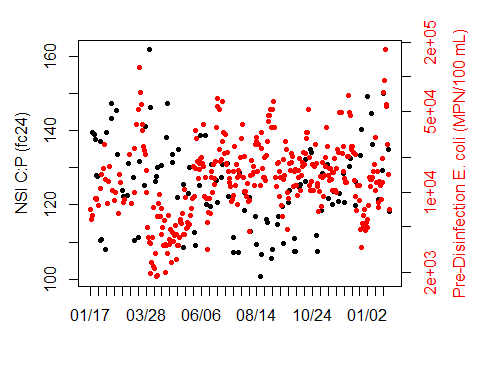 NSI C:P (fc24)
100
120
140
160
01/17
03/28
06/06
08/14
10/24
01/02
2e+03
1e+04
5e+04
2e+05
Pre-Disinfection E. coli (MPN/100 mL)